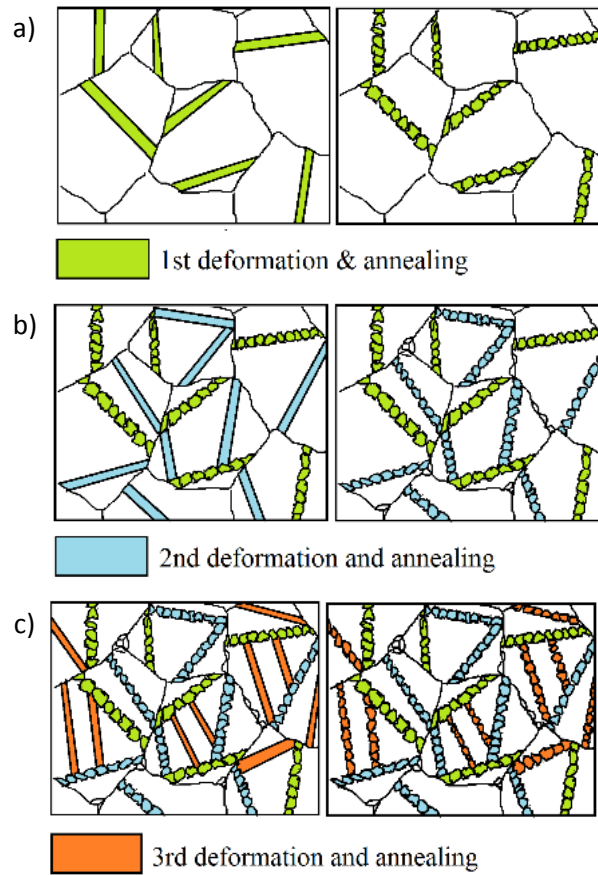 a)
1st deformation & annealing
b)
2nd deformation and annealing
c)
3rd deformation and annealing